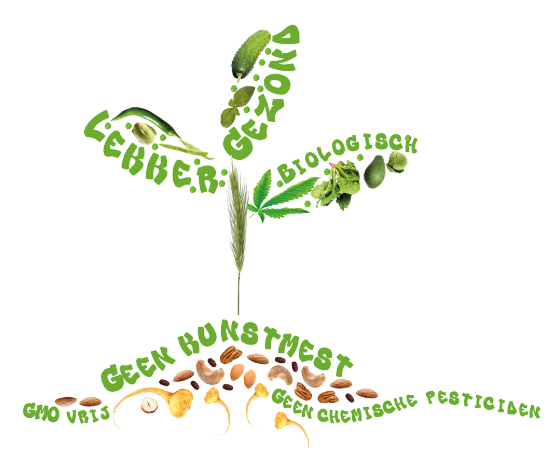 LEKKER
GEZOND
BIOLOGISCH
GEEN KUNSTMEST
GMO VRIJ
GEEN CHEMISCHE PESTICIDEN